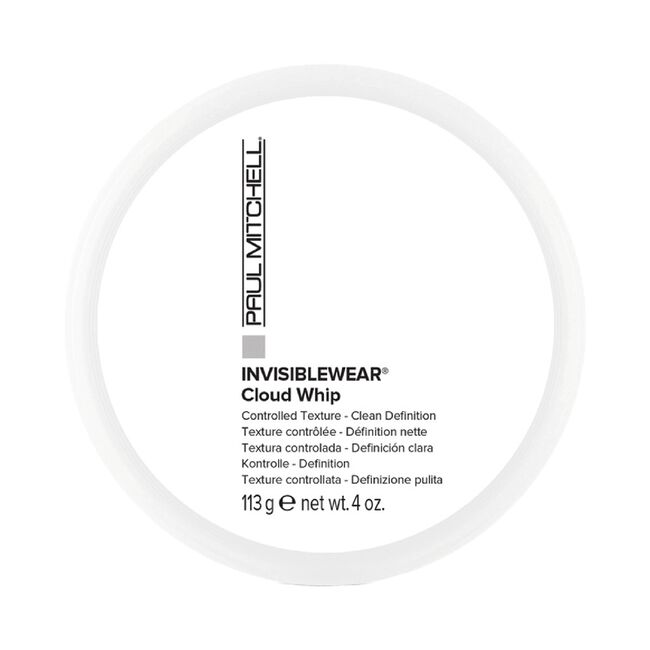 PAUL MITCHELL®
INVISIBLEWEAR®
Cloud Whip
Controlled Texture - Clean Definition
Texture contrôlée - Définition nette
Textura controlada - Definición clara
Kontrolle - Definition
Texture controllata - Definizione pulita
113 g ℮ net wt. 4 oz.